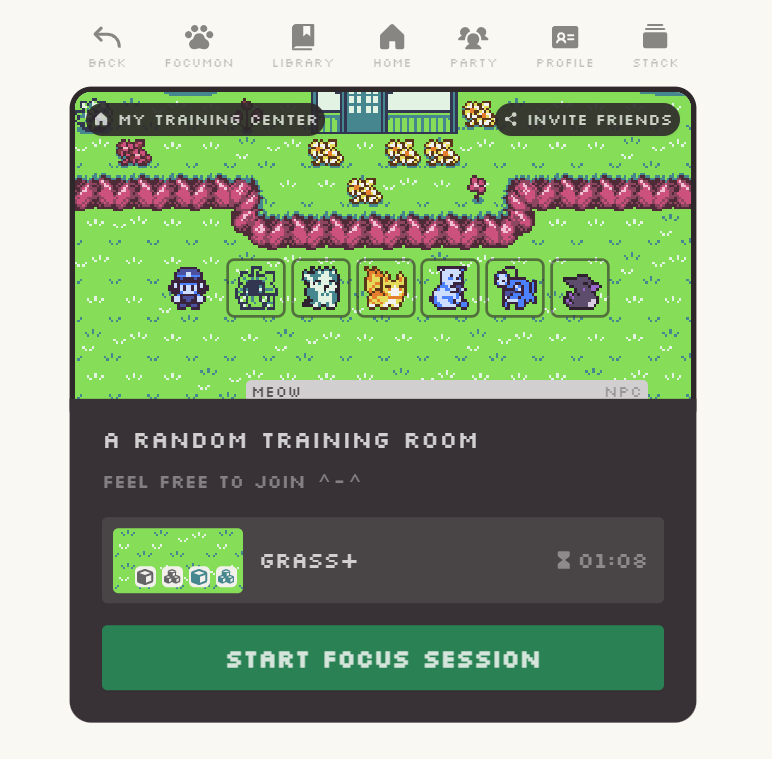 BACK
FOCUMON
LIBRARY
HOME
PARTY
PROFILE
STACK
MY TRAINING CENTER
INVITE FRIENDS
MEOW
NPC
A RANDOM TRAINING ROOM
FEEL FREE TO JOIN ^-^
GRASS+
01:08
START FOCUS SESSION